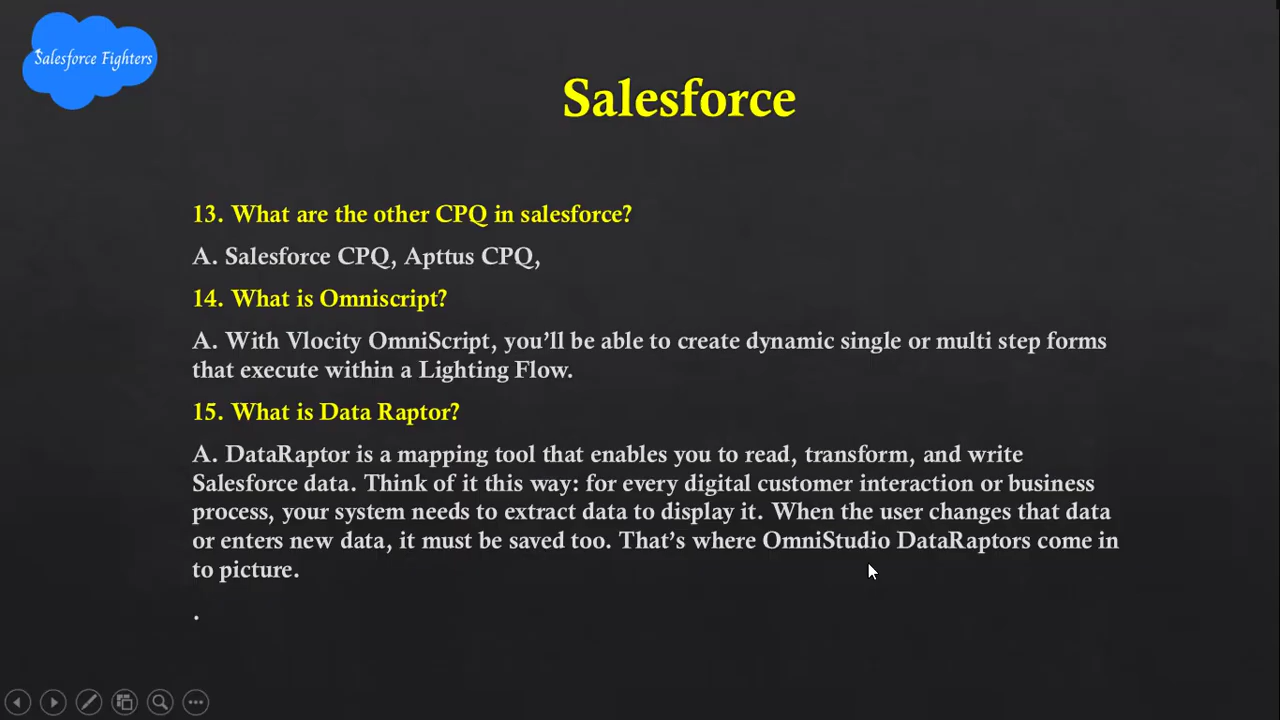 Salesforce Fighters
Salesforce
13. What are the other CPQ in salesforce?
A. Salesforce CPQ, Apttus CPQ,
14. What is Omniscript?
A. With Vlocity OmniScript, you’ll be able to create dynamic single or multi step forms
that execute within a Lighting Flow.
15. What is Data Raptor?
A. DataRaptor is a mapping tool that enables you to read, transform, and write
Salesforce data. Think of it this way: for every digital customer interaction or business
process, your system needs to extract data to display it. When the user changes that data
or enters new data, it must be saved too. That’s where OmniStudio DataRaptors come in
to picture.
.